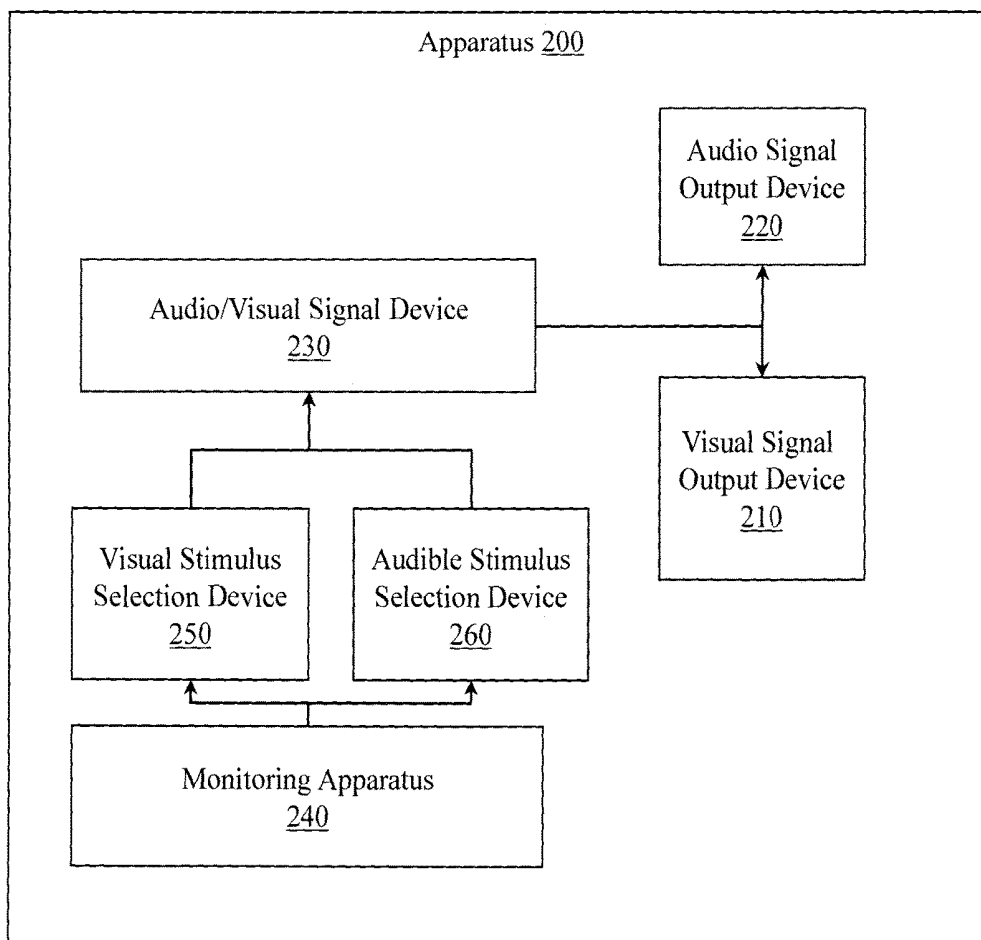 Apparatus 200
Audio Signal
Output Device
220
Audio/Visual Signal Device
230
Visual Signal
Output Device
210
Visual Stimulus
Selection Device
250
Audible Stimulus
Selection Device
260
Monitoring Apparatus
240